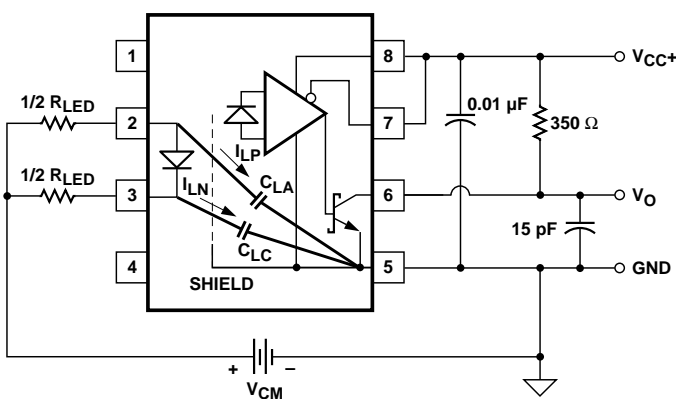 1
8
V_CC+
1/2 R_LED
0.01 µF
350 Ω
2
7
I_LP
1/2 R_LED
I_LN
C_LA
3
6
V_O
15 pF
C_LC
4
5
GND
SHIELD
+
–
V_CM